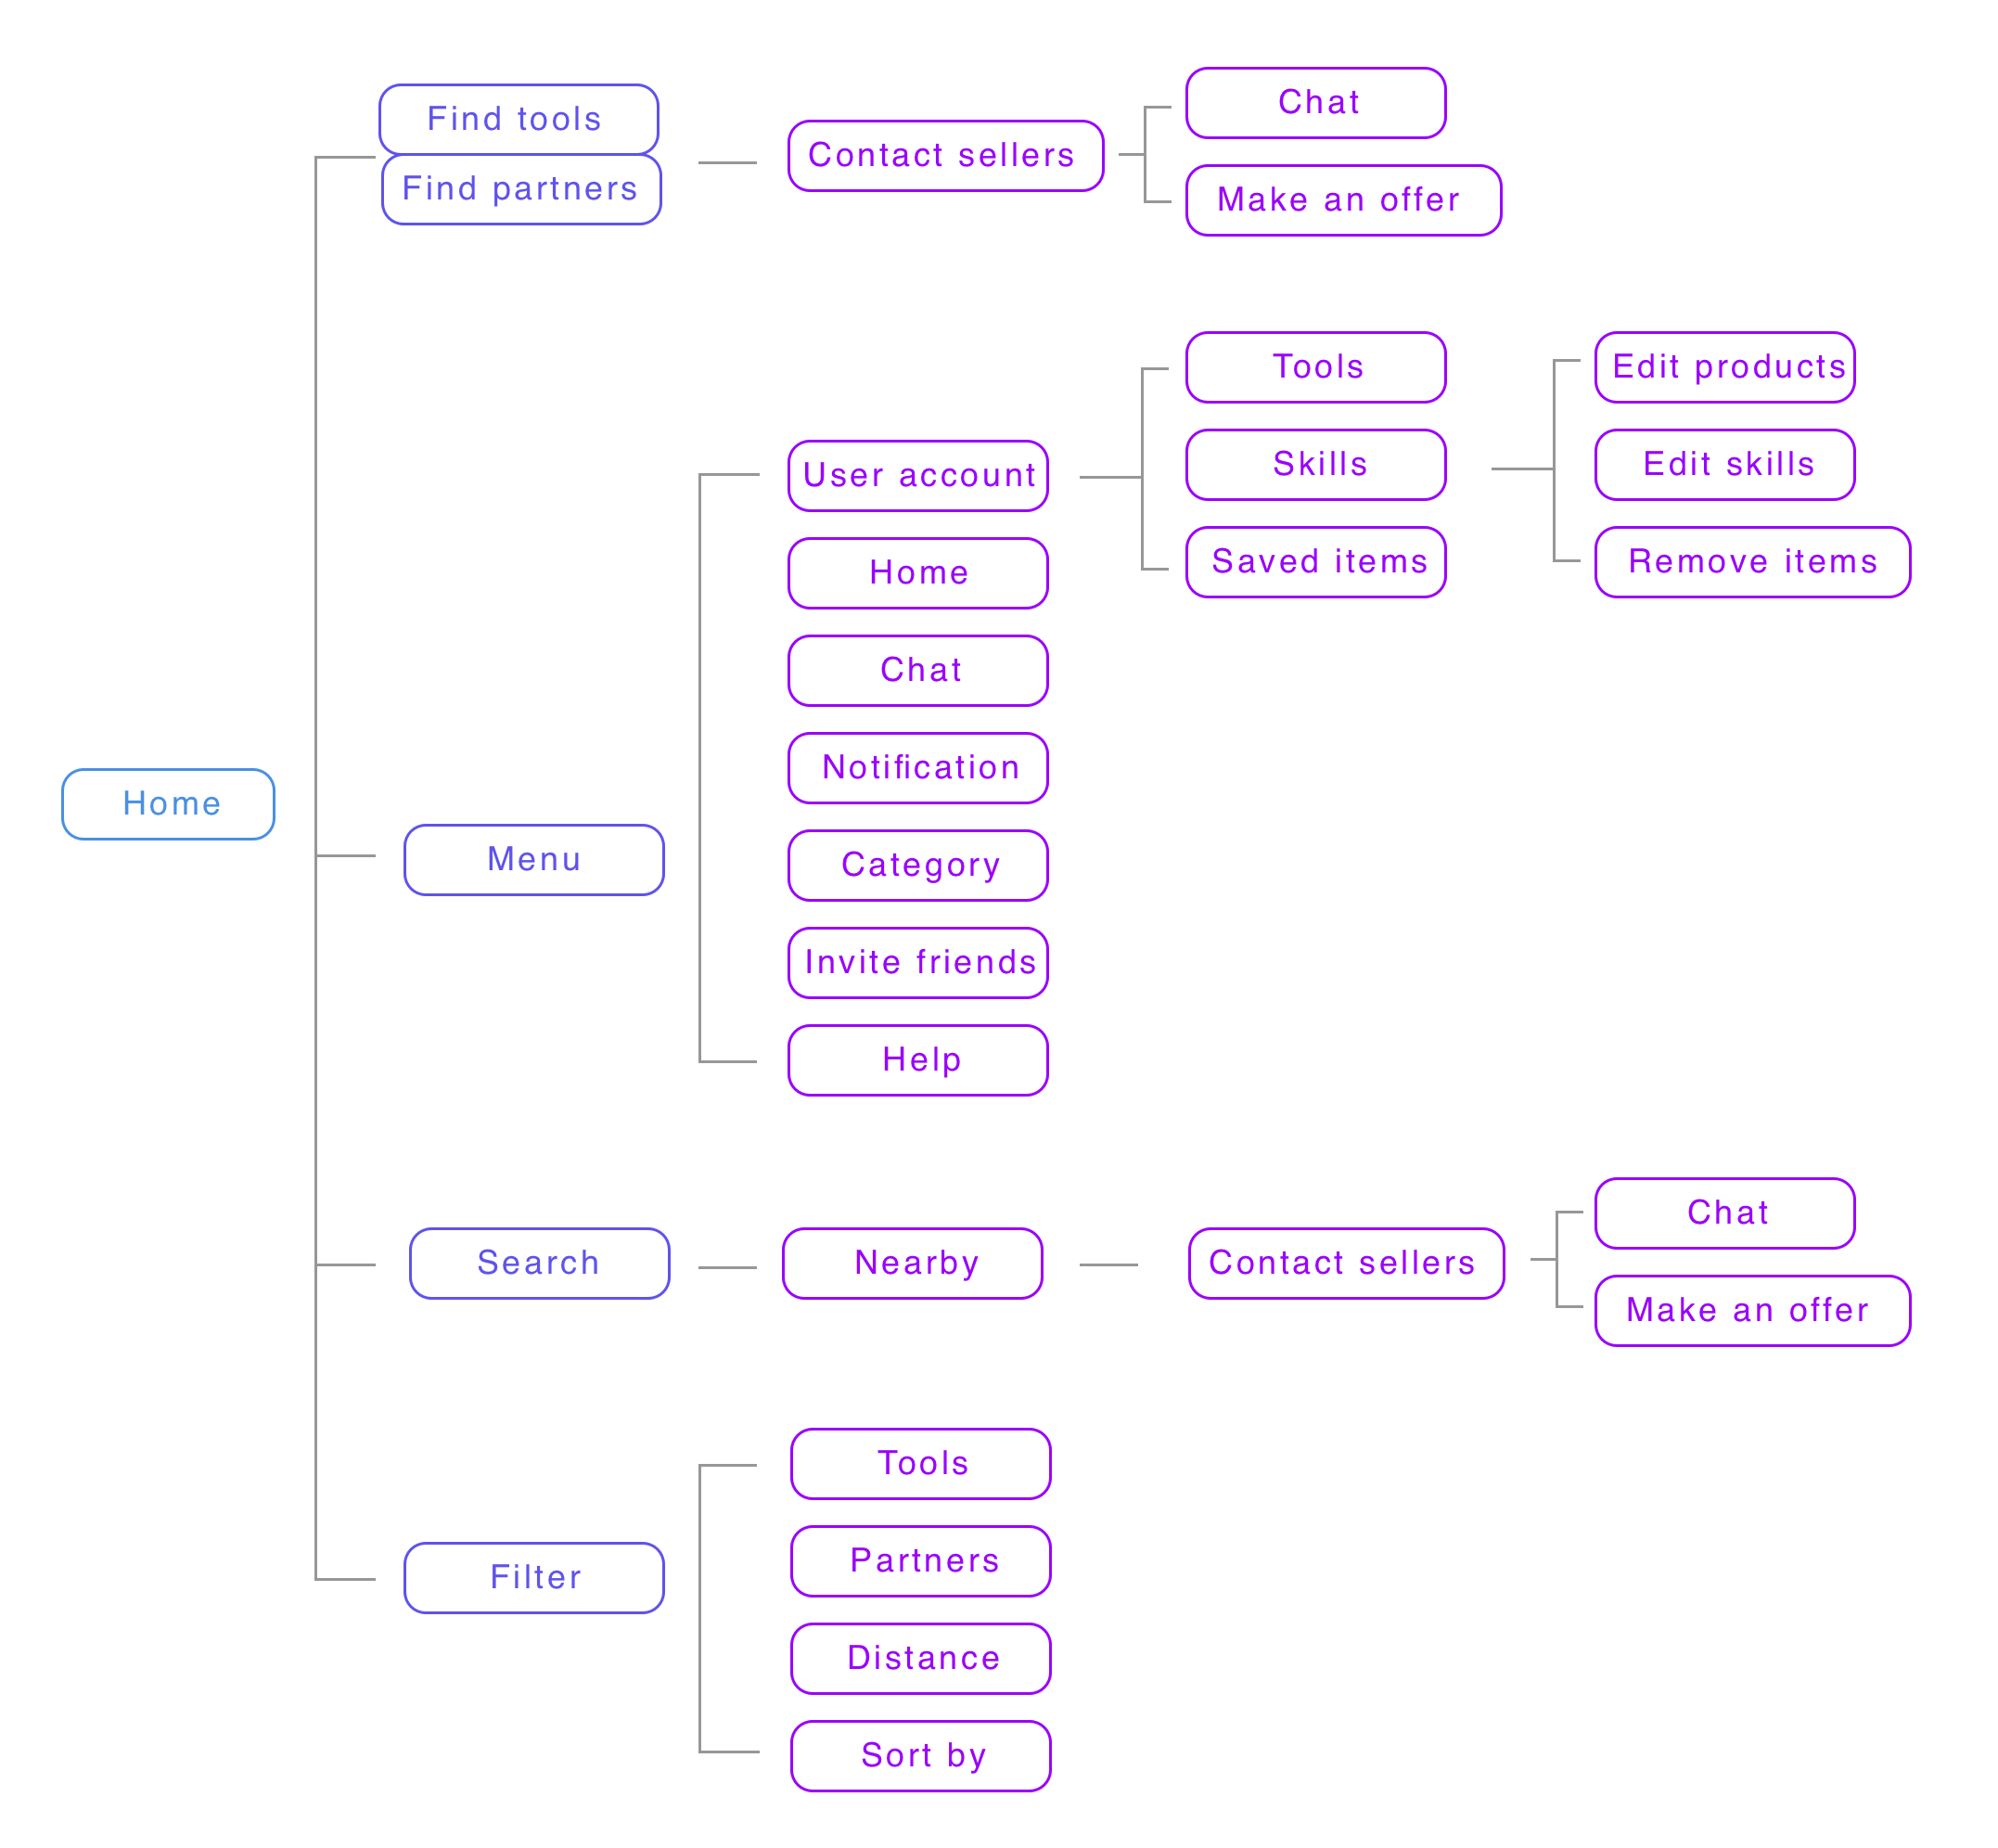 Home
Find tools
Find partners
Contact sellers
Chat
Make an offer
Menu
User account
Home
Chat
Notification
Category
Invite friends
Help
Tools
Skills
Saved items
Edit products
Edit skills
Remove items
Search
Nearby
Contact sellers
Chat
Make an offer
Filter
Tools
Partners
Distance
Sort by